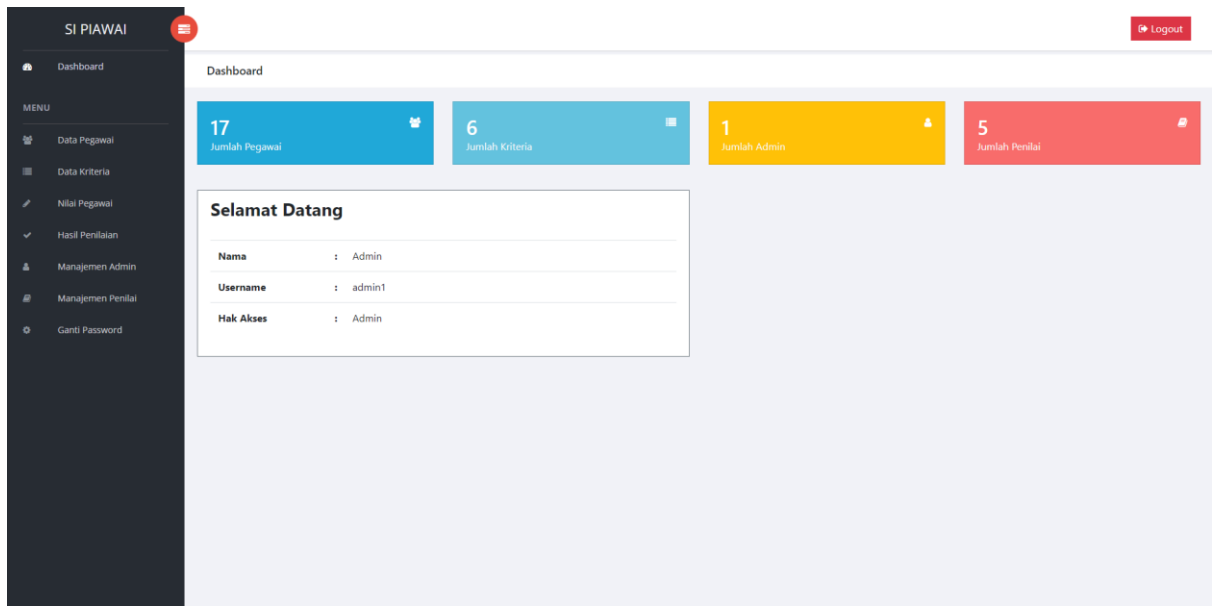 SI PIAWAI
Logout
Dashboard
Dashboard
MENU
Data Pegawai
Data Kriteria
Nilai Pegawai
Hasil Penilaian
Manajemen Admin
Manajemen Penilai
Ganti Password
17
Jumlah Pegawai
6
Jumlah Kriteria
1
Jumlah Admin
5
Jumlah Penilai
Selamat Datang
Nama : Admin
Username : admin1
Hak Akses : Admin